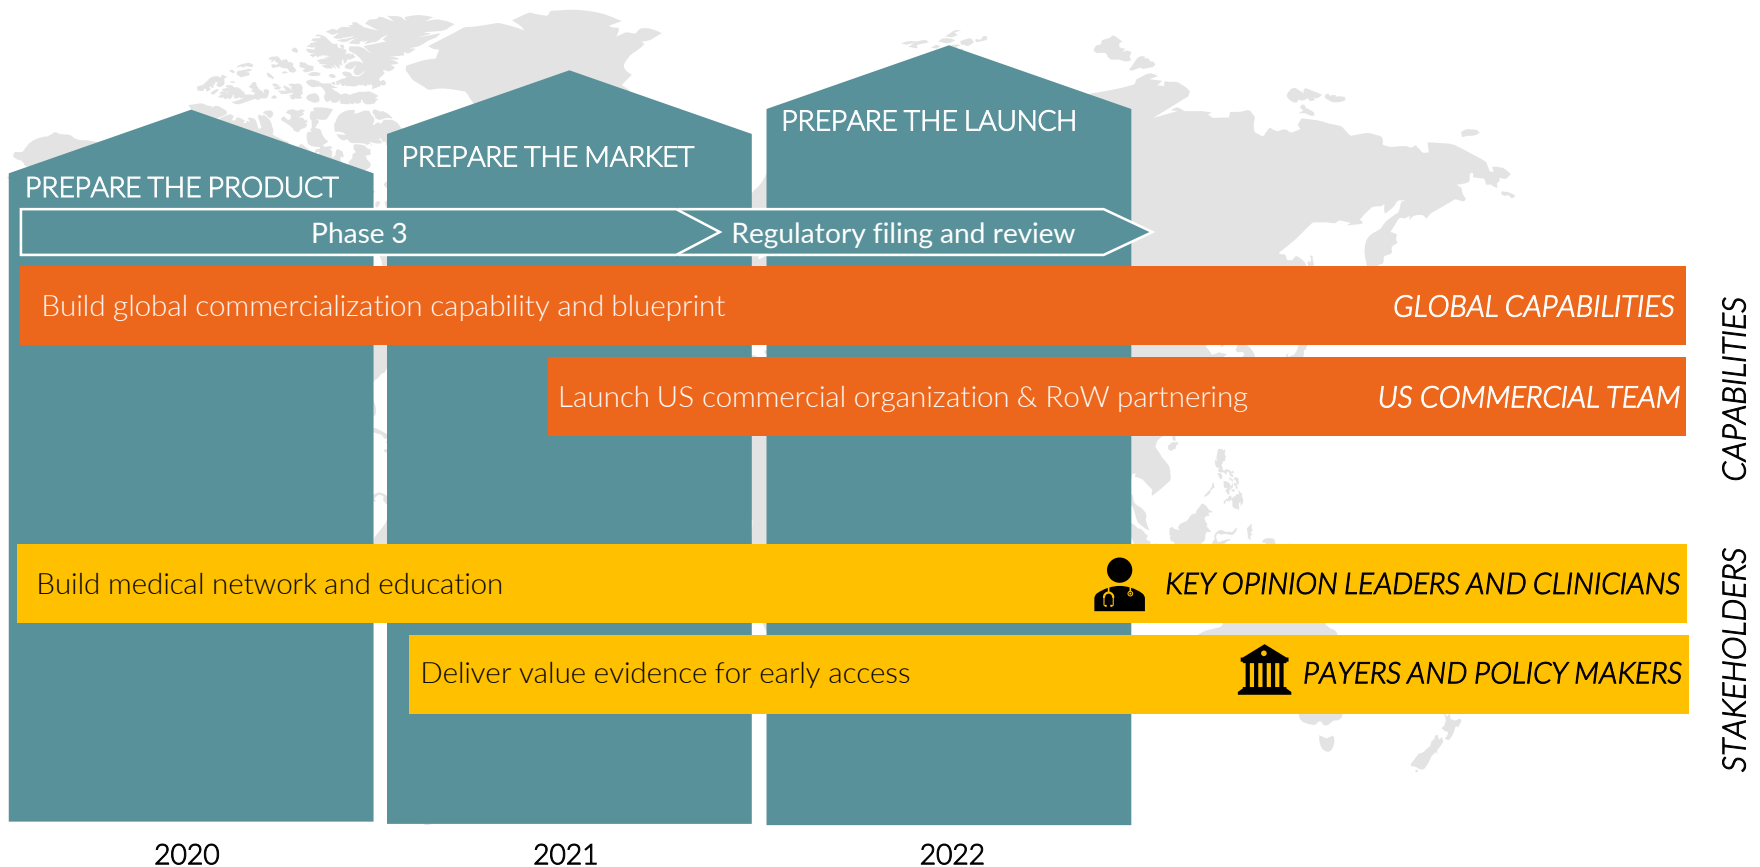 PREPARE THE PRODUCT
PREPARE THE MARKET
PREPARE THE LAUNCH
Phase 3
Regulatory filing and review
Build global commercialization capability and blueprint
GLOBAL CAPABILITIES
Launch US commercial organization & RoW partnering
US COMMERCIAL TEAM
CAPABILITIES
Build medical network and education
KEY OPINION LEADERS AND CLINICIANS
Deliver value evidence for early access
PAYERS AND POLICY MAKERS
STAKEHOLDERS
2020
2021
2022